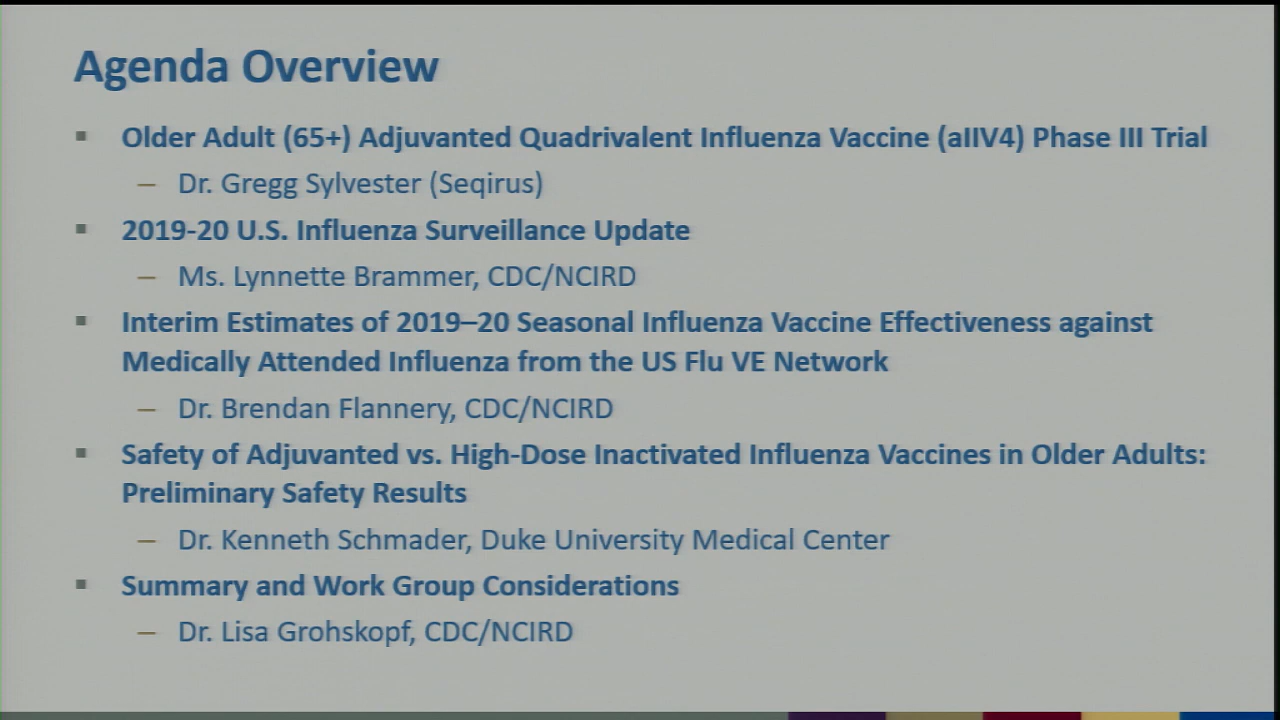 Agenda Overview
▪ Older Adult (65+) Adjuvanted Quadrivalent Influenza Vaccine (aIIV4) Phase III Trial
– Dr. Gregg Sylvester (Seqirus)
▪ 2019-20 U.S. Influenza Surveillance Update
– Ms. Lynnette Brammer, CDC/NCIRD
▪ Interim Estimates of 2019–20 Seasonal Influenza Vaccine Effectiveness against
Medically Attended Influenza from the US Flu VE Network
– Dr. Brendan Flannery, CDC/NCIRD
▪ Safety of Adjuvanted vs. High-Dose Inactivated Influenza Vaccines in Older Adults:
Preliminary Safety Results
– Dr. Kenneth Schmader, Duke University Medical Center
▪ Summary and Work Group Considerations
– Dr. Lisa Grohskopf, CDC/NCIRD